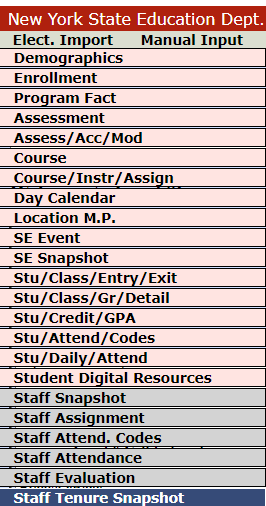 New York State Education Dept.
Elect. Import Manual Input
Demographics
Enrollment
Program Fact
Assessment
Assess/Acc/Mod
Course
Course/Instr/Assign
Day Calendar
Location M.P.
SE Event
SE Snapshot
Stu/Class/Entry/Exit
Stu/Class/Gr/Detail
Stu/Credit/GPA
Stu/Attend/Codes
Stu/Daily/Attend
Student Digital Resources
Staff Snapshot
Staff Assignment
Staff Attend. Codes
Staff Attendance
Staff Evaluation
Staff Tenure Snapshot